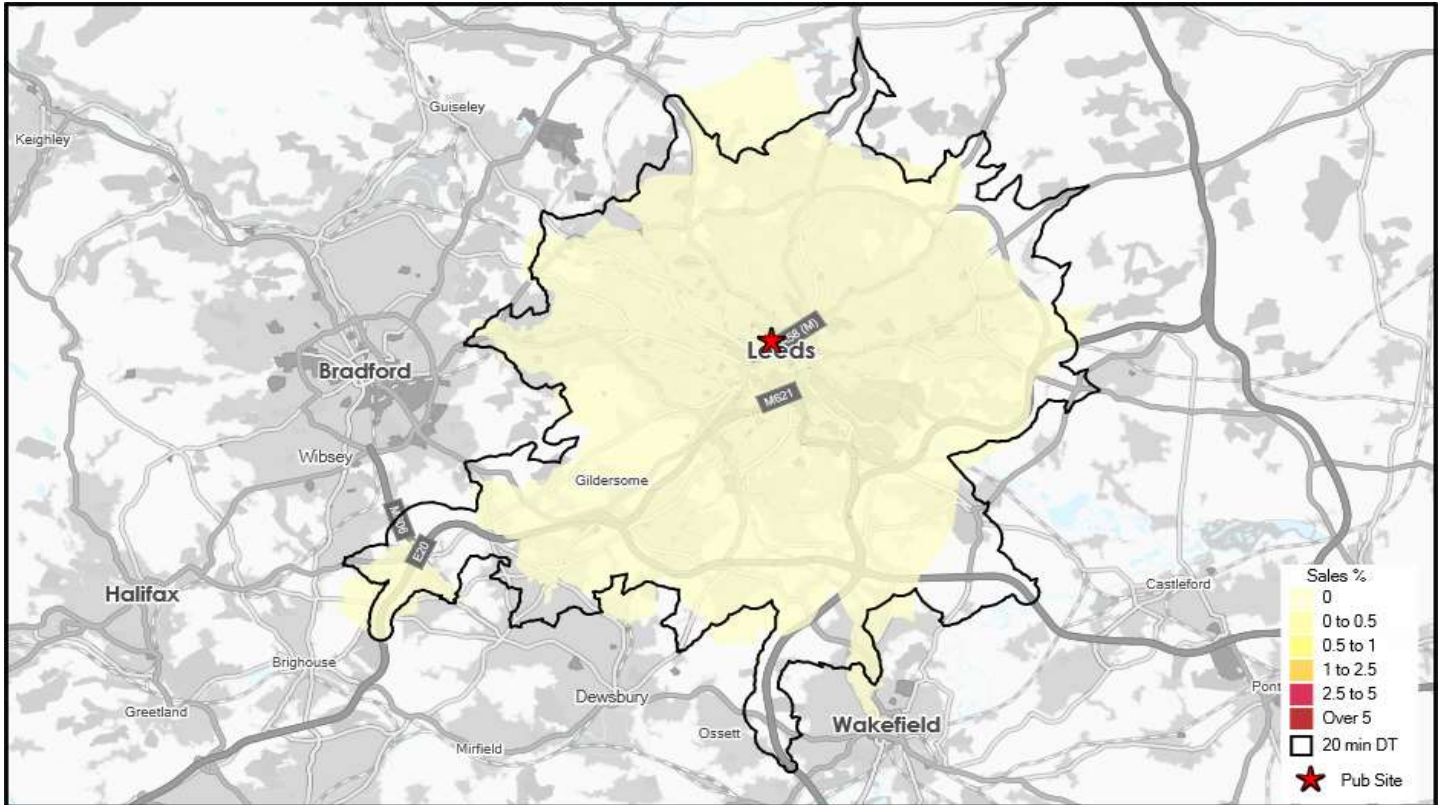 Guiseley
Keighley
58 (M)
Leeds
Bradford
M621
Wibsey
Gildersome
E20
Halifax
Castleford
Brighouse
Dewsbury
Greetland
Ossett
Wakefield
Mirfield
Pont
Sales %
0
0 to 0.5
0.5 to 1
1 to 2.5
2.5 to 5
Over 5
20 min DT
Pub Site